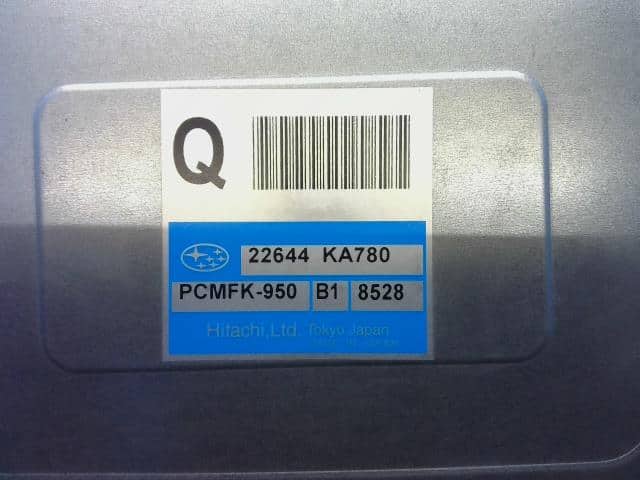 Q
22644 KA780
PCMFK-950 B1 8528
Hitachi,Ltd. Tokyo Japan